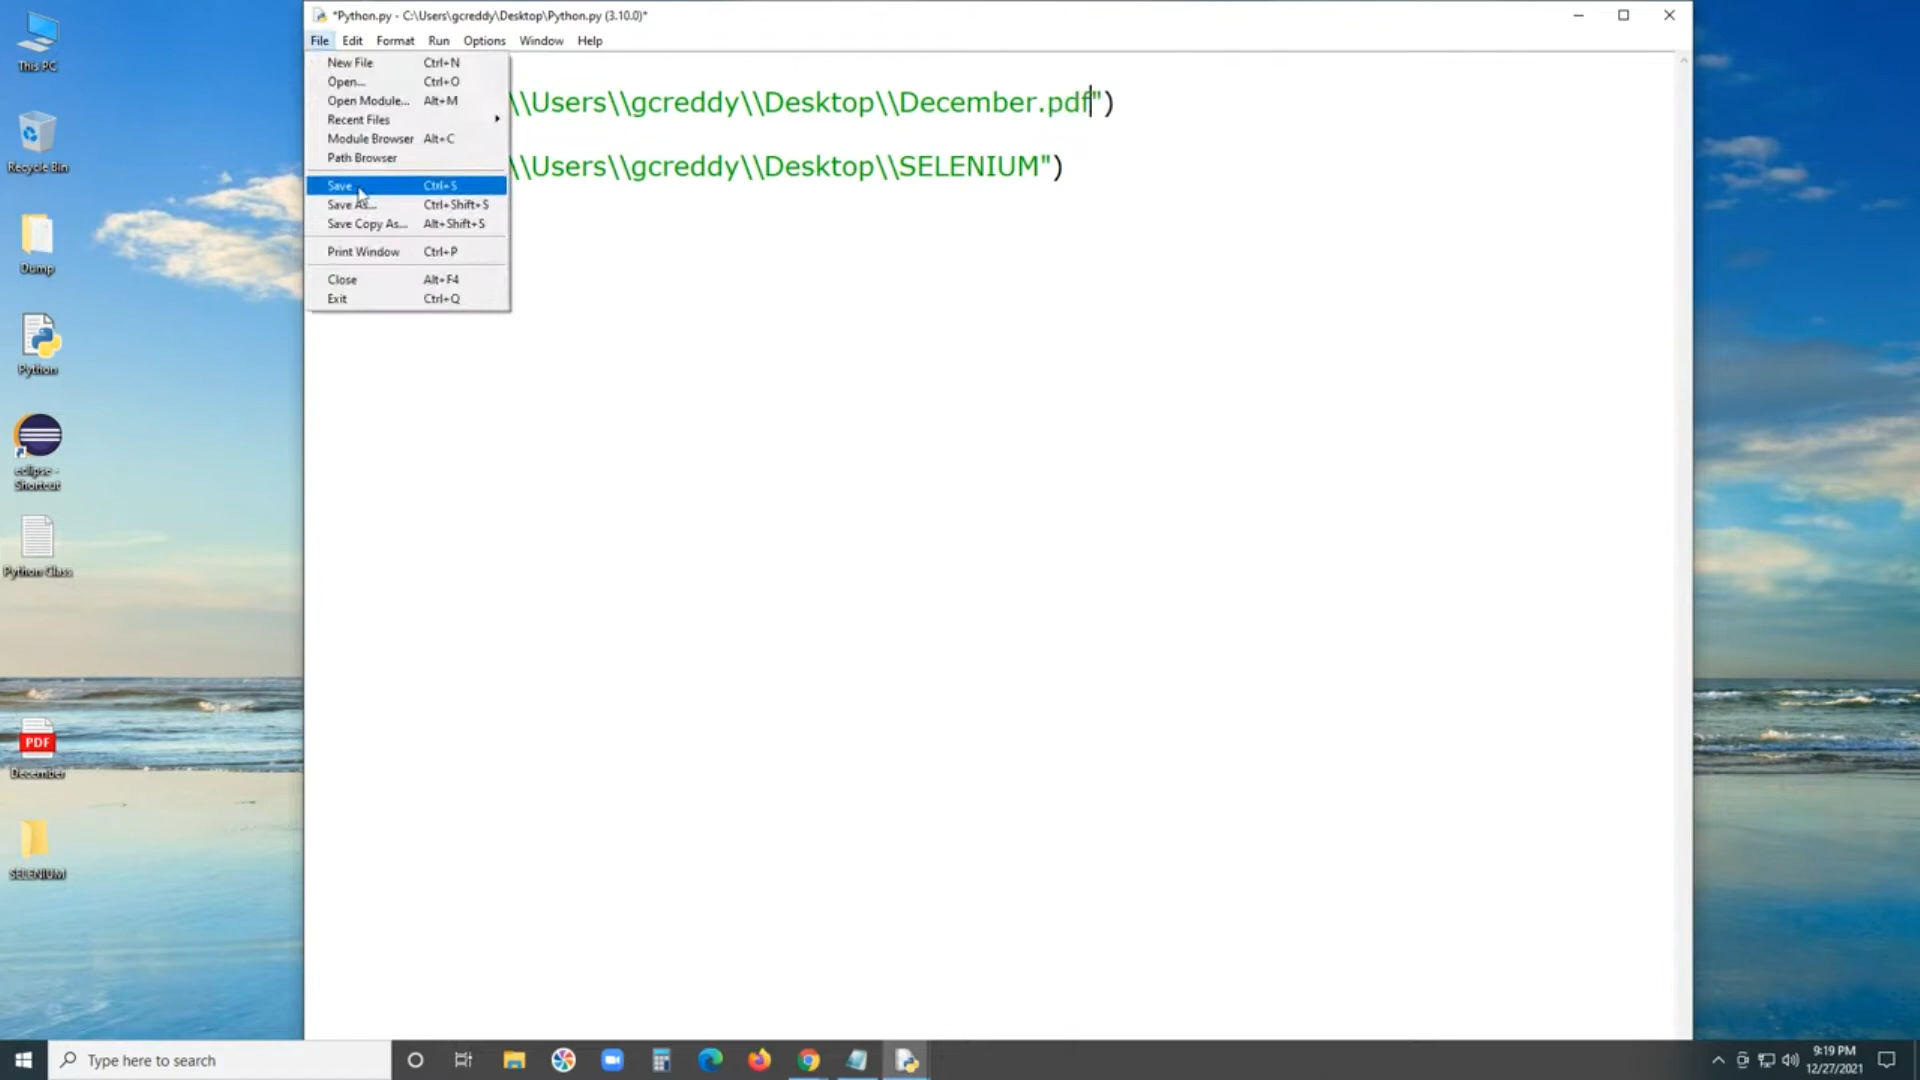 *Python.py - C:\Users\gcreddy\Desktop\Python.py (3.10.0)*
File Edit Format Run Options Window Help
New File Ctrl+N
Open... Ctrl+O
Open Module... Alt+M
Recent Files
Module Browser Alt+C
Path Browser
Save Ctrl+S
Save As... Ctrl+Shift+S
Save Copy As... Alt+Shift+S
Print Window Ctrl+P
Close Alt+F4
Exit Ctrl+Q
\\Users\\gcreddy\\Desktop\\December.pdf")
\\Users\\gcreddy\\Desktop\\SELENIUM")
This PC
Recycle Bin
Dump
Python
eclipse -
Shortcut
Python Class
PDF
December
SELENIUM
Type here to search
9:19 PM
12/27/2021